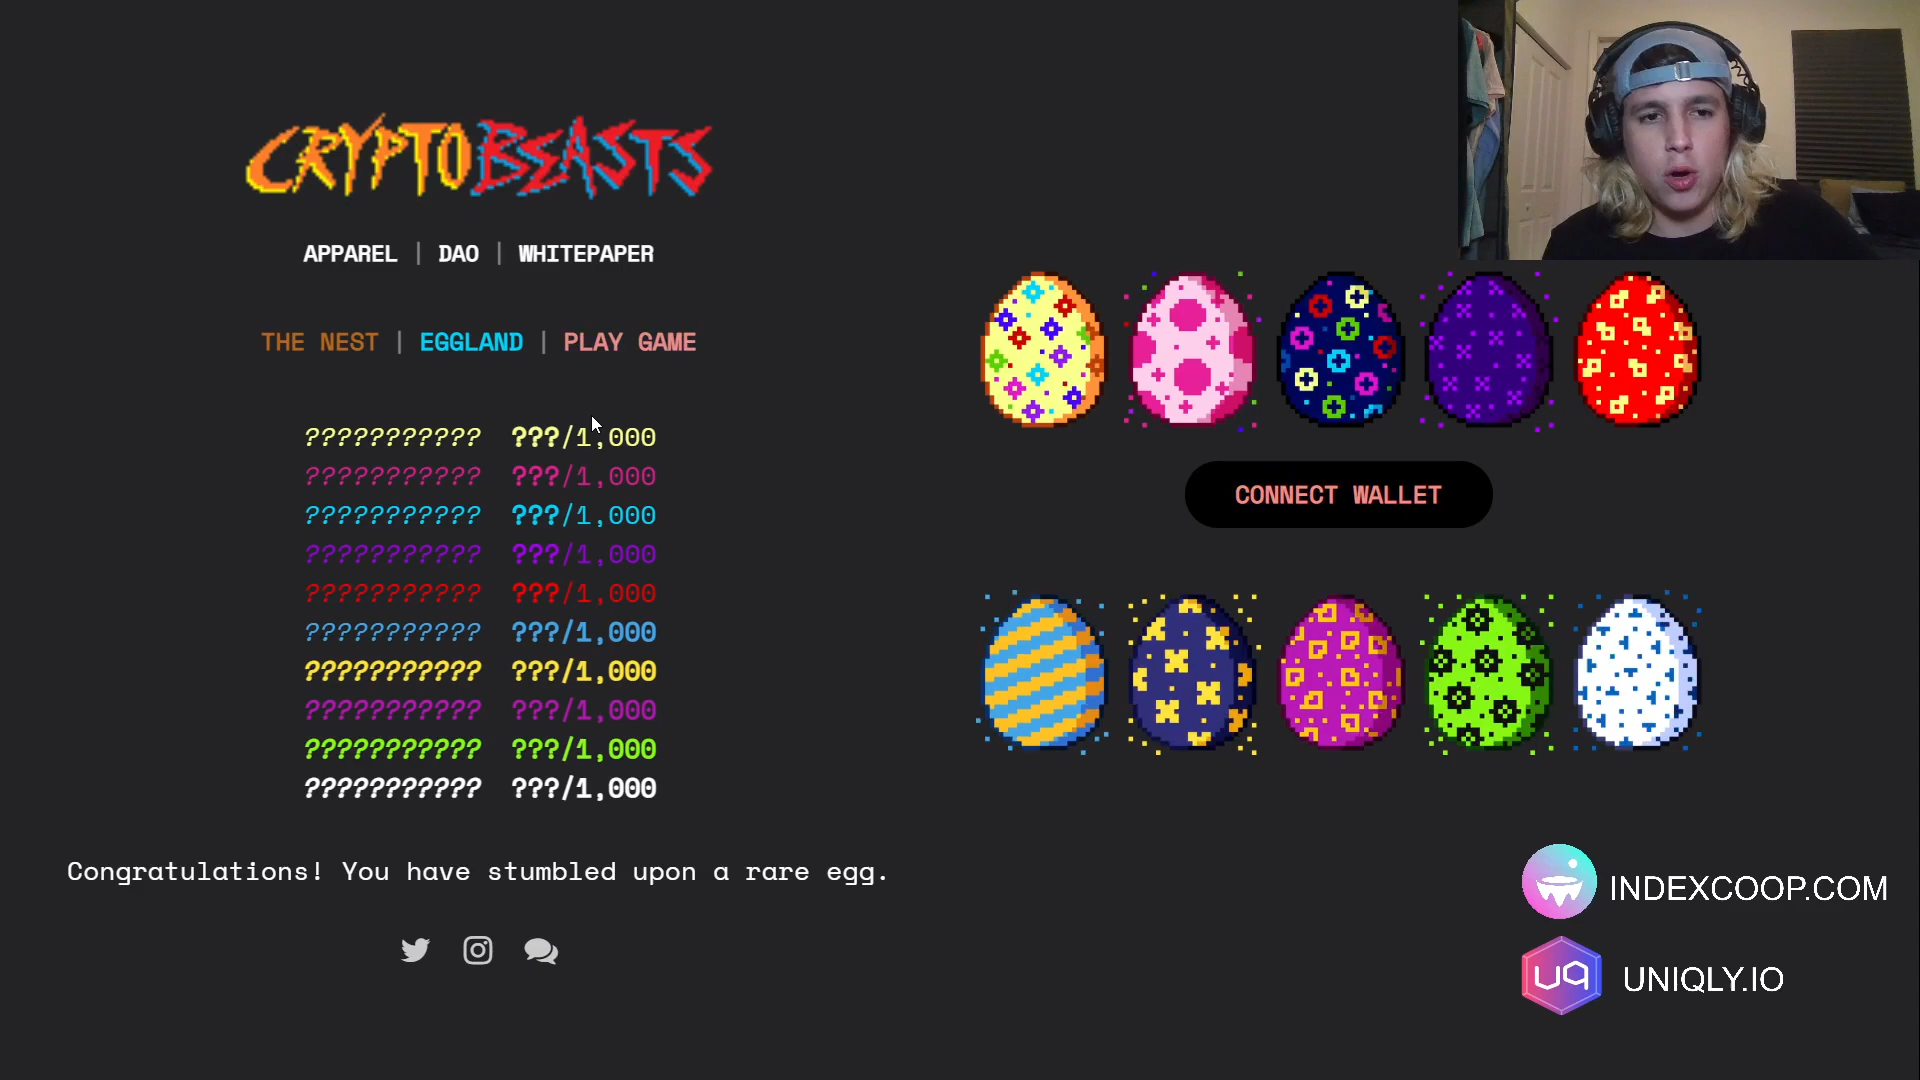 CRYPTOBEASTS
APPAREL | DAO | WHITEPAPER
THE NEST | EGGLAND | PLAY GAME
??????????? ???/1,000
??????????? ???/1,000
??????????? ???/1,000
??????????? ???/1,000
??????????? ???/1,000
??????????? ???/1,000
??????????? ???/1,000
??????????? ???/1,000
??????????? ???/1,000
??????????? ???/1,000
Congratulations! You have stumbled upon a rare egg.
CONNECT WALLET
INDEXCOOP.COM
UQ UNIQLY.IO